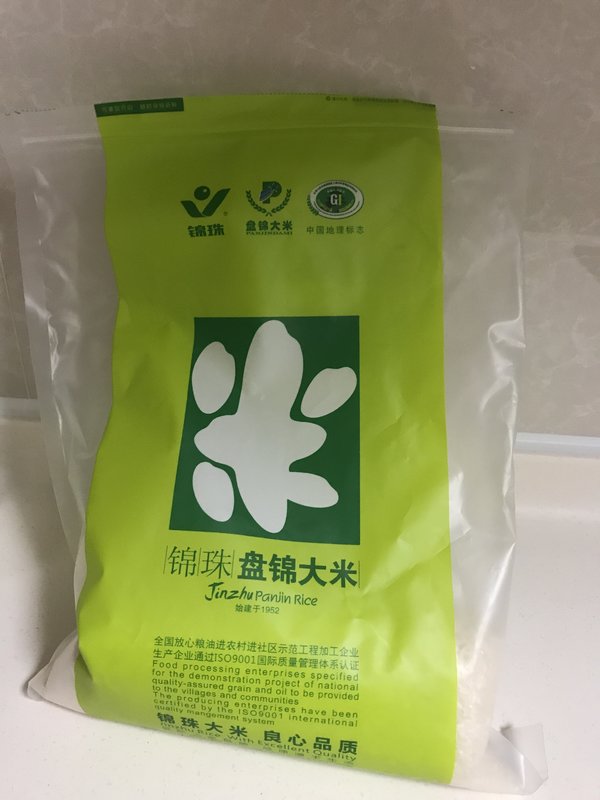 锦珠
盘锦大米
PANJINDAMI
GI
中国地理标志
米
锦珠 盘锦大米
Jinzhu Panjin Rice
始建于1952
全国放心粮油进农村进社区示范工程加工企业
生产企业通过ISO9001国际质量管理体系认证
Food processing enterprises specified
for the demonstration project of national
quality-assured grain and oil to be provided
to the villages and communities
The producing enterprises have been
certified by the ISO9001 international
quality mangement system
锦珠大米 良心品质
Jinzhu Rice, With Excellent Quality